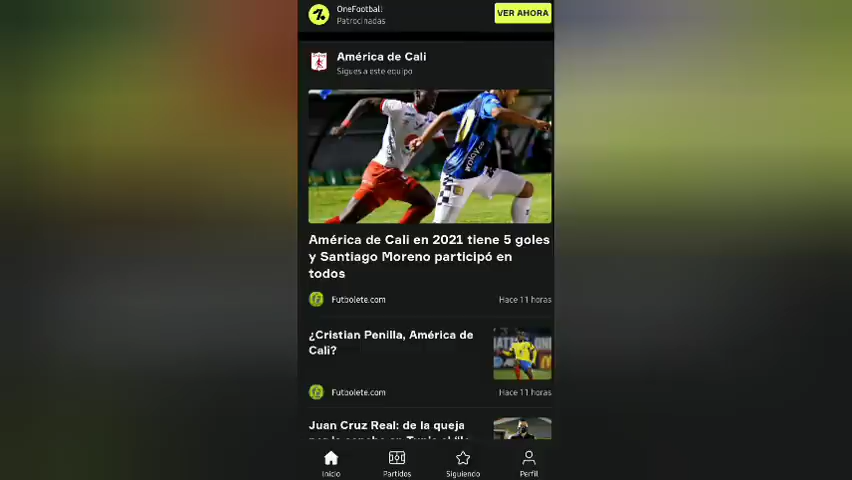 OneFootball
Patrocinadas
VER AHORA
América de Cali
Sigues a este equipo
América de Cali en 2021 tiene 5 goles
y Santiago Moreno participó en
todos
Futbolete.com
Hace 11 horas
¿Cristian Penilla, América de
Cali?
Futbolete.com
Hace 11 horas
Juan Cruz Real: de la queja
Inicio
Partidos
Siguiendo
Perfil